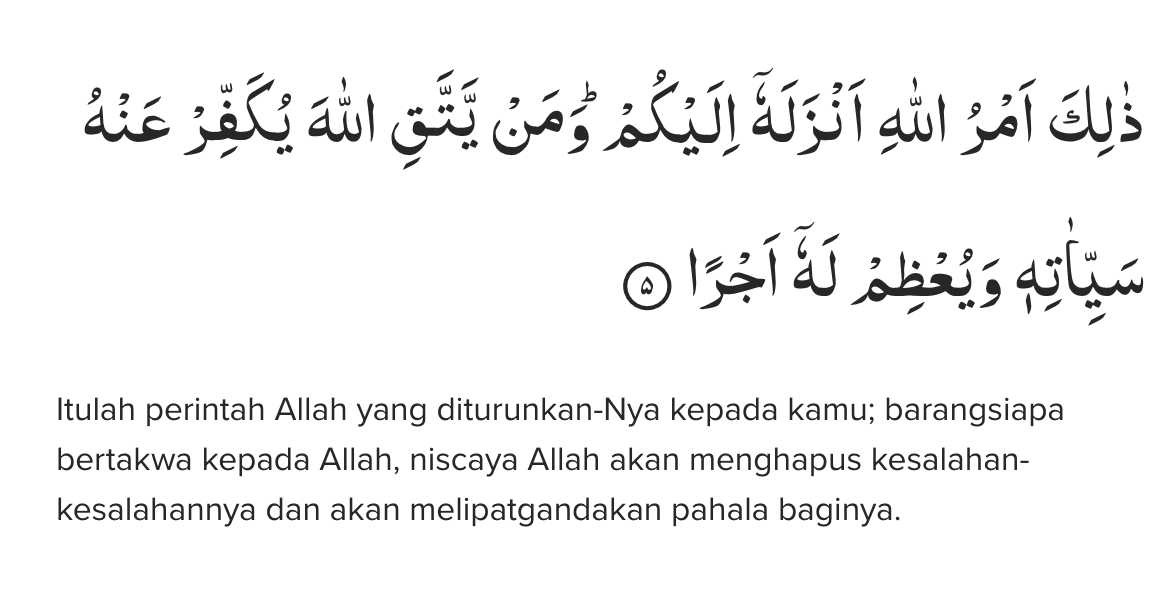 ذٰلِكَ اَمْرُ اللّٰهِ اَنْزَلَهٗٓ اِلَيْكُمْۗ وَمَنْ يَّتَّقِ اللّٰهَ يُكَفِّرْ عَنْهُ
سَيِّاٰتِهٖ وَيُعْظِمْ لَهٗٓ اَجْرًا ۵
Itulah perintah Allah yang diturunkan-Nya kepada kamu; barangsiapa
bertakwa kepada Allah, niscaya Allah akan menghapus kesalahan-
kesalahannya dan akan melipatgandakan pahala baginya.